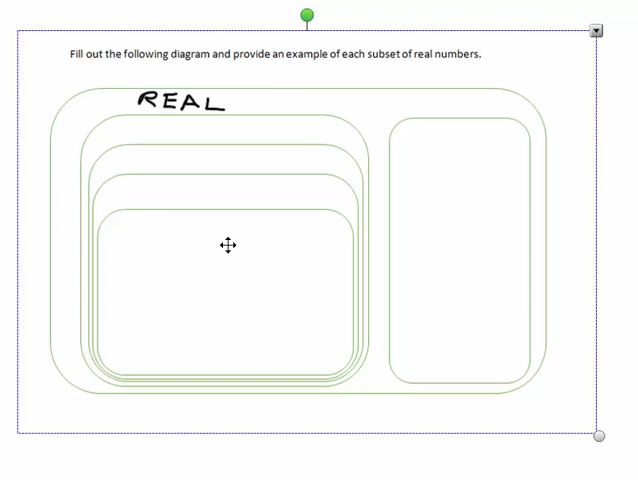 Fill out the following diagram and provide an example of each subset of real numbers.
REAL